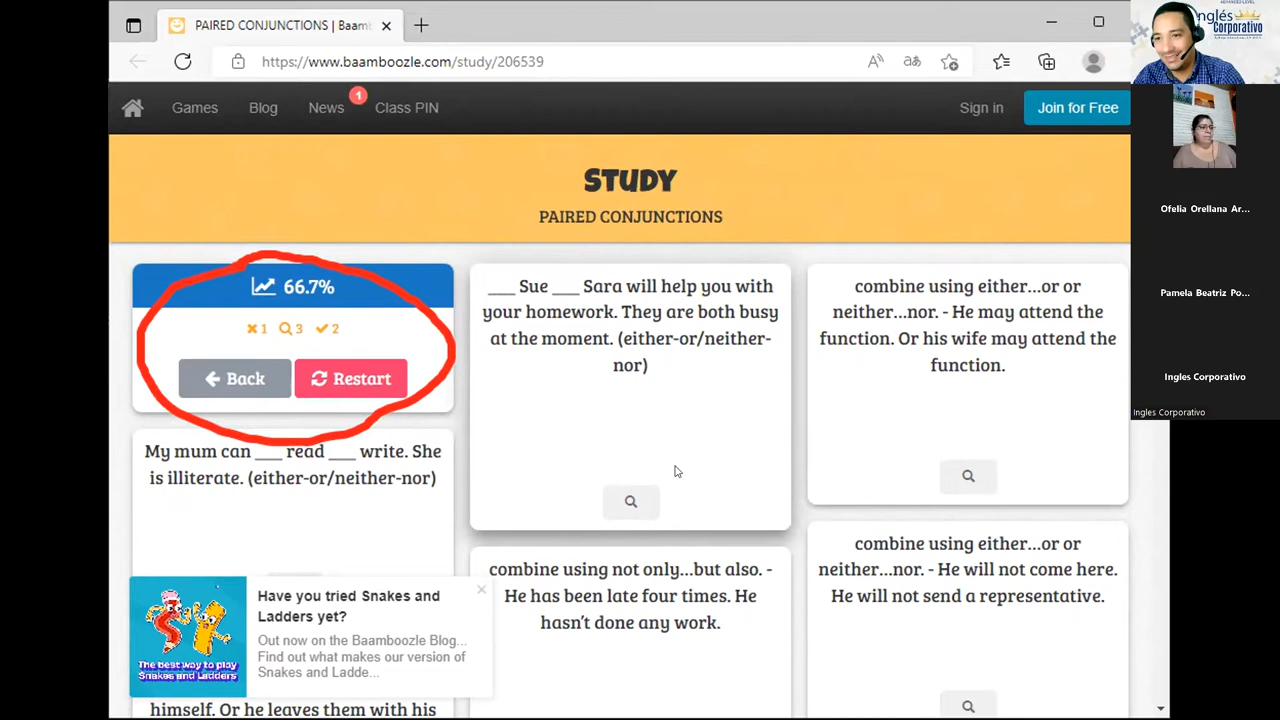 PAIRED CONJUNCTIONS | Baam
https://www.baamboozle.com/study/206539
Games
Blog
News
1
Class PIN
Sign in
Join for Free
STUDY
PAIRED CONJUNCTIONS
66.7%
1
3
2
Back
Restart
My mum can ___ read ___ write. She
is illiterate. (either-or/neither-nor)
Have you tried Snakes and
Ladders yet?
Out now on the Baamboozle Blog...
Find out what makes our version of
Snakes and Ladde...
The best way to play
Snakes and Ladders
himself. Or he leaves them with his
___ Sue ___ Sara will help you with
your homework. They are both busy
at the moment. (either-or/neither-
nor)
combine using not only...but also. -
He has been late four times. He
hasn't done any work.
combine using either...or or
neither...nor. - He may attend the
function. Or his wife may attend the
function.
combine using either...or or
neither...nor. - He will not come here.
He will not send a representative.
Inglés
Corporativo
Ofelia Orellana Ar...
Pamela Beatriz Po...
Ingles Corporativo
Ingles Corporativo